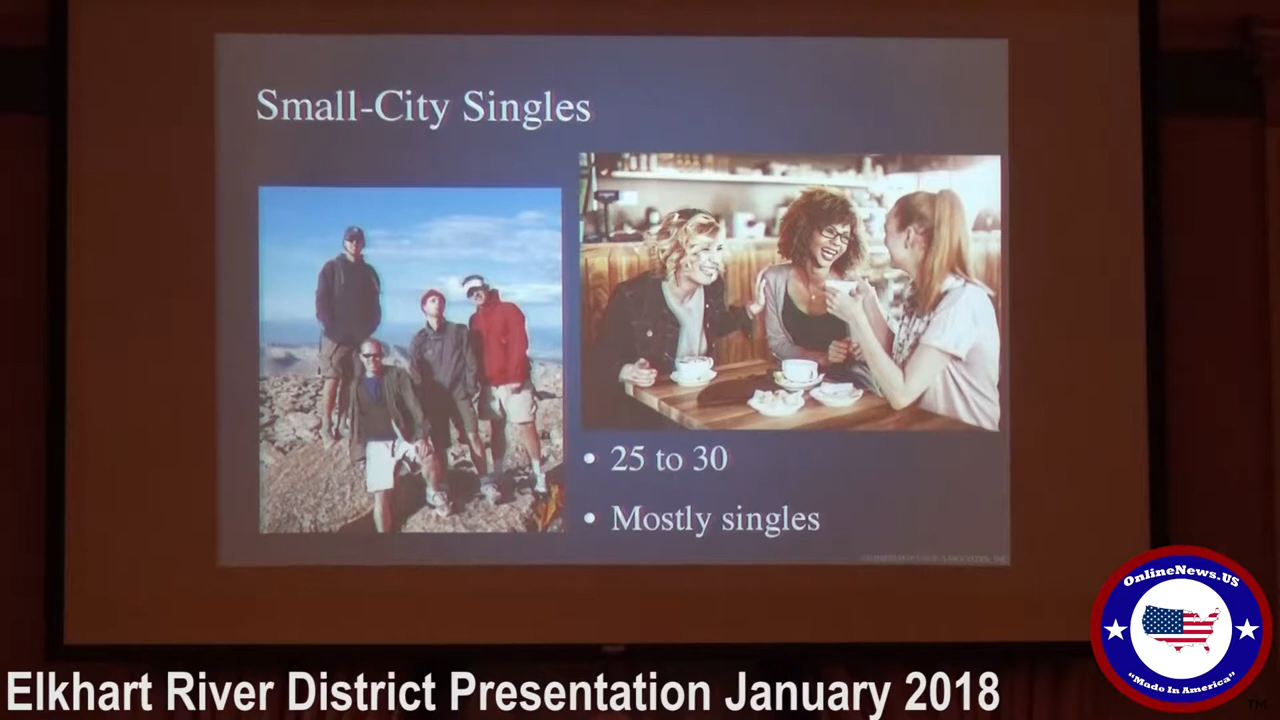 Small-City Singles
• 25 to 30
• Mostly singles
OnlineNews.US
"Made In America"
TM
Elkhart River District Presentation January 2018